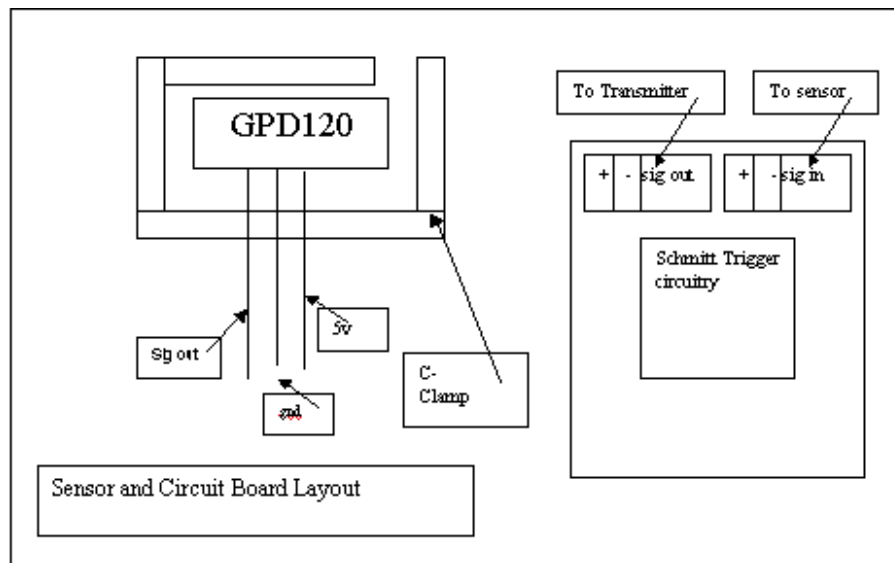 To Transmitter
To sensor
GPD120
+ - sig out
+ - sig in
Schmitt Trigger
circuitry
5v
Sig out
C-
Clamp
gnd
Sensor and Circuit Board Layout